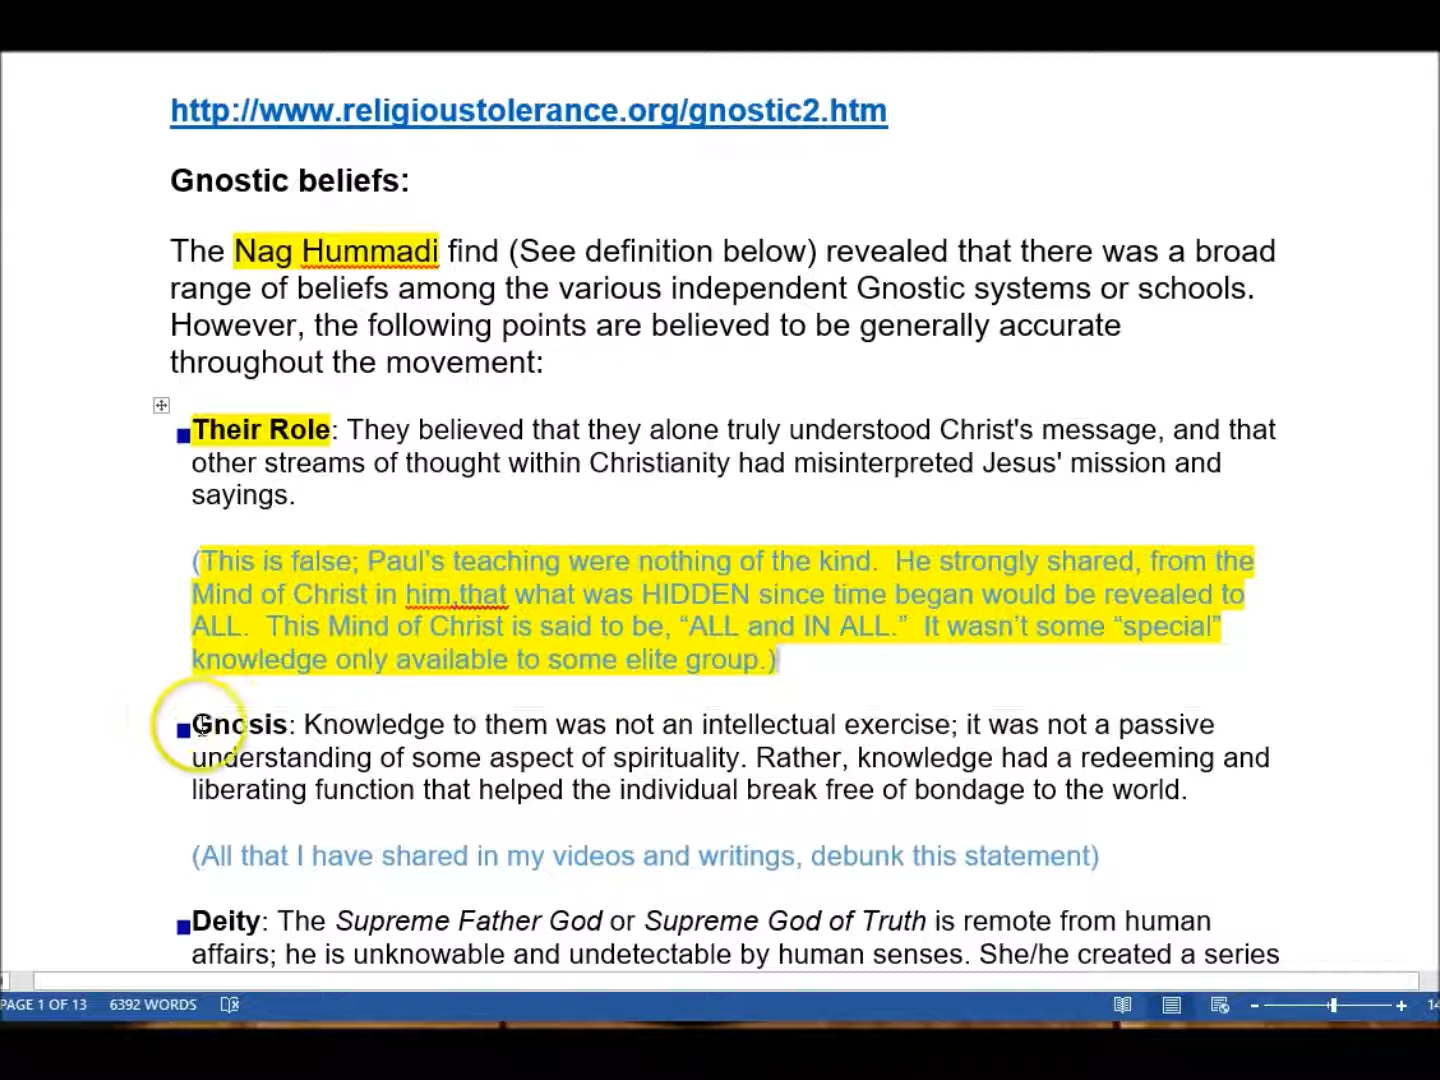 http://www.religioustolerance.org/gnostic2.htm
Gnostic beliefs:
The Nag Hummadi find (See definition below) revealed that there was a broad
range of beliefs among the various independent Gnostic systems or schools.
However, the following points are believed to be generally accurate
throughout the movement:
Their Role: They believed that they alone truly understood Christ's message, and that
other streams of thought within Christianity had misinterpreted Jesus' mission and
sayings.
(This is false; Paul’s teaching were nothing of the kind.  He strongly shared, from the
Mind of Christ in him,that what was HIDDEN since time began would be revealed to
ALL.  This Mind of Christ is said to be, “ALL and IN ALL.”  It wasn’t some “special”
knowledge only available to some elite group.)
Gnosis: Knowledge to them was not an intellectual exercise; it was not a passive
understanding of some aspect of spirituality. Rather, knowledge had a redeeming and
liberating function that helped the individual break free of bondage to the world.
(All that I have shared in my videos and writings, debunk this statement)
Deity: The Supreme Father God or Supreme God of Truth is remote from human
affairs; he is unknowable and undetectable by human senses. She/he created a series
PAGE 1 OF 13 6392 WORDS